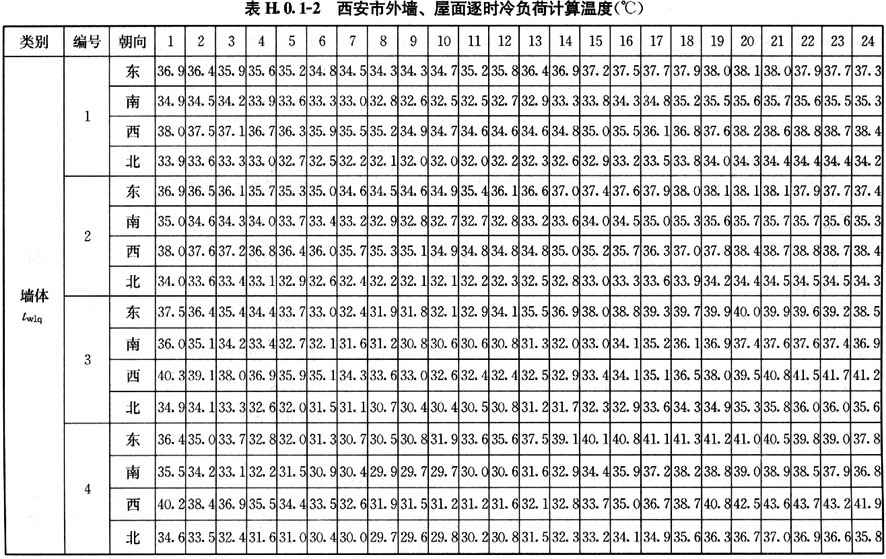 表 H.0.1-2 西安市外墙、屋面逐时冷负荷计算温度(℃)
类别 编号 朝向 1 2 3 4 5 6 7 8 9 10 11 12 13 14 15 16 17 18 19 20 21 22 23 24
墙体 twlq
1
东 36.9 36.4 35.9 35.6 35.2 34.8 34.5 34.3 34.3 34.7 35.2 35.8 36.4 36.9 37.2 37.5 37.7 37.9 38.0 38.1 38.0 37.9 37.7 37.3
南 34.9 34.5 34.2 33.9 33.6 33.3 33.0 32.8 32.6 32.5 32.5 32.7 32.9 33.3 33.8 34.3 34.8 35.2 35.5 35.6 35.7 35.6 35.5 35.3
西 38.0 37.5 37.1 36.7 36.3 35.9 35.5 35.2 34.9 34.7 34.6 34.6 34.6 34.8 35.0 35.5 36.1 36.8 37.6 38.2 38.6 38.8 38.7 38.4
北 33.9 33.6 33.3 33.0 32.7 32.5 32.2 32.1 32.0 32.0 32.0 32.2 32.3 32.6 32.9 33.2 33.5 33.8 34.0 34.3 34.4 34.4 34.4 34.2
2
东 36.9 36.5 36.1 35.7 35.3 35.0 34.6 34.5 34.6 34.9 35.4 36.1 36.6 37.0 37.4 37.6 37.9 38.0 38.1 38.1 38.1 37.9 37.7 37.4
南 35.0 34.6 34.3 34.0 33.7 33.4 33.2 32.9 32.8 32.7 32.7 32.8 33.2 33.6 34.0 34.5 35.0 35.3 35.6 35.7 35.7 35.7 35.6 35.3
西 38.0 37.6 37.2 36.8 36.4 36.0 35.7 35.3 35.1 34.9 34.8 34.8 34.8 35.0 35.2 35.7 36.3 37.0 37.8 38.4 38.7 38.8 38.7 38.4
北 34.0 33.6 33.4 33.1 32.9 32.6 32.4 32.2 32.1 32.1 32.2 32.3 32.5 32.8 33.0 33.3 33.6 33.9 34.2 34.4 34.5 34.5 34.5 34.3
3
东 37.5 36.4 35.4 34.4 33.7 33.0 32.4 31.9 31.8 32.1 32.9 34.1 35.5 36.9 38.0 38.8 39.3 39.7 39.9 40.0 39.9 39.6 39.2 38.5
南 36.0 35.1 34.2 33.4 32.7 32.1 31.6 31.2 30.8 30.6 30.6 30.8 31.3 32.0 33.0 34.1 35.2 36.1 36.9 37.4 37.6 37.6 37.4 36.9
西 40.3 39.1 38.0 36.9 35.9 35.1 34.3 33.6 33.0 32.6 32.4 32.4 32.5 32.9 33.4 34.1 35.1 36.5 38.0 39.5 40.8 41.5 41.7 41.2
北 34.9 34.1 33.3 32.6 32.0 31.5 31.1 30.7 30.4 30.4 30.5 30.8 31.2 31.7 32.3 32.9 33.6 34.3 34.9 35.3 35.8 36.0 36.0 35.6
4
东 36.4 35.0 33.7 32.8 32.0 31.3 30.7 30.5 30.8 31.9 33.6 35.6 37.5 39.1 40.1 40.8 41.1 41.3 41.2 41.0 40.5 39.8 39.0 37.8
南 35.5 34.2 33.1 32.2 31.5 30.9 30.4 29.9 29.7 29.7 30.0 30.6 31.6 32.9 34.4 35.9 37.2 38.2 38.8 39.0 38.9 38.5 37.9 36.8
西 40.2 38.4 36.9 35.5 34.4 33.5 32.6 31.9 31.5 31.2 31.2 31.6 32.1 32.8 33.7 35.0 36.7 38.7 40.8 42.5 43.6 43.7 43.2 41.9
北 34.6 33.5 32.4 31.6 31.0 30.4 30.0 29.7 29.6 29.8 30.2 30.8 31.5 32.3 33.2 34.1 34.9 35.6 36.3 36.7 37.0 36.9 36.6 35.8